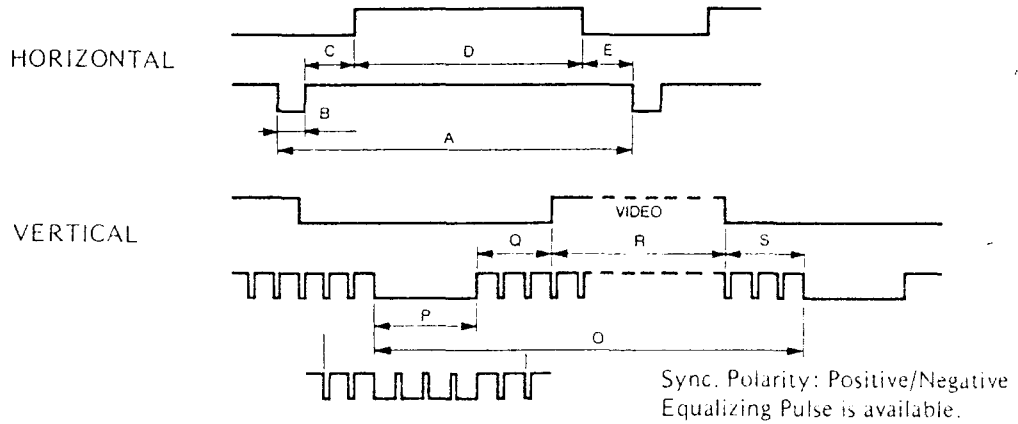 HORIZONTAL
C
D
E
B
A
VERTICAL
VIDEO
Q
R
S
P
O
Sync. Polarity: Positive/Negative
Equalizing Pulse is available.